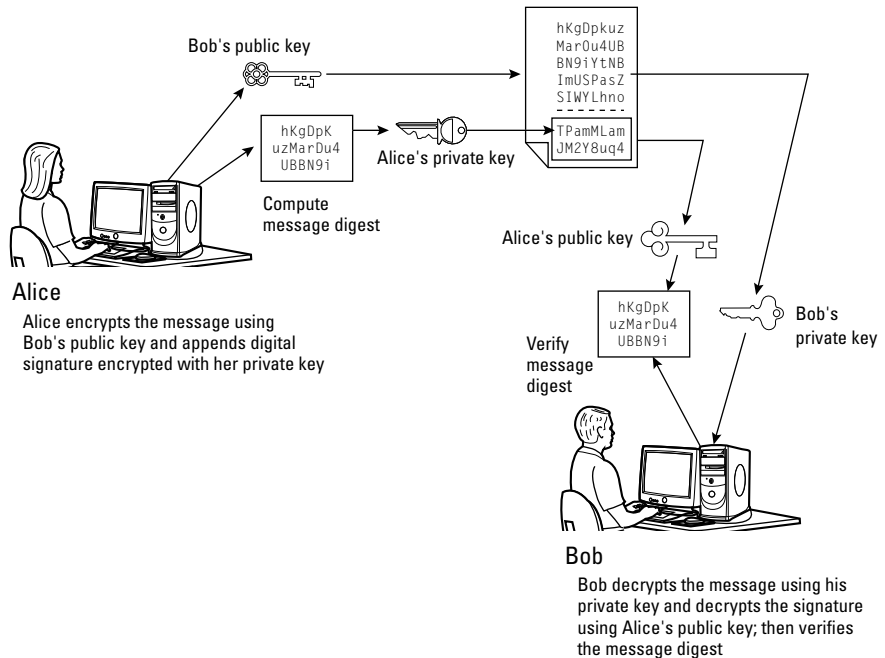 Bob's public key
hKgDpkuz
MarOu4UB
BN9iYtNB
ImUSPasZ
SIWYLhno
TPamMLam
JM2Y8uq4
hKgDpK
uzMarDu4
UBBN9i
Alice's private key
Compute
message digest
Alice's public key
Alice
Alice encrypts the message using
Bob's public key and appends digital
signature encrypted with her private key
hKgDpK
uzMarDu4
UBBN9i
Verify
message
digest
Bob's
private key
Bob
Bob decrypts the message using his
private key and decrypts the signature
using Alice's public key; then verifies
the message digest